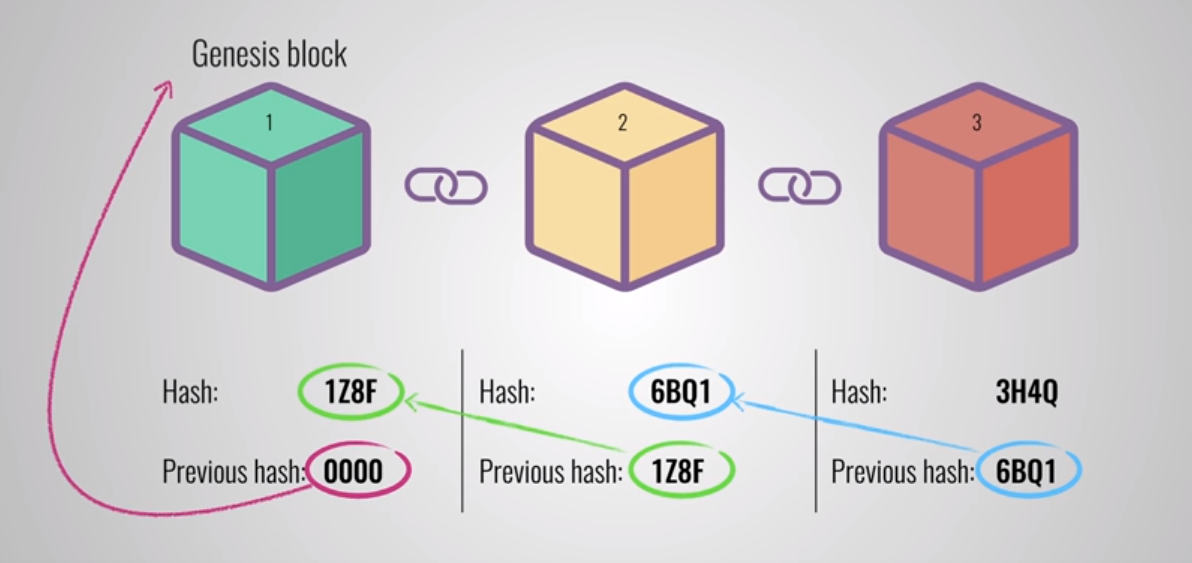 Genesis block
1
2
3
Hash: 1Z8F
Previous hash: 0000
Hash: 6BQ1
Previous hash: 1Z8F
Hash: 3H4Q
Previous hash: 6BQ1